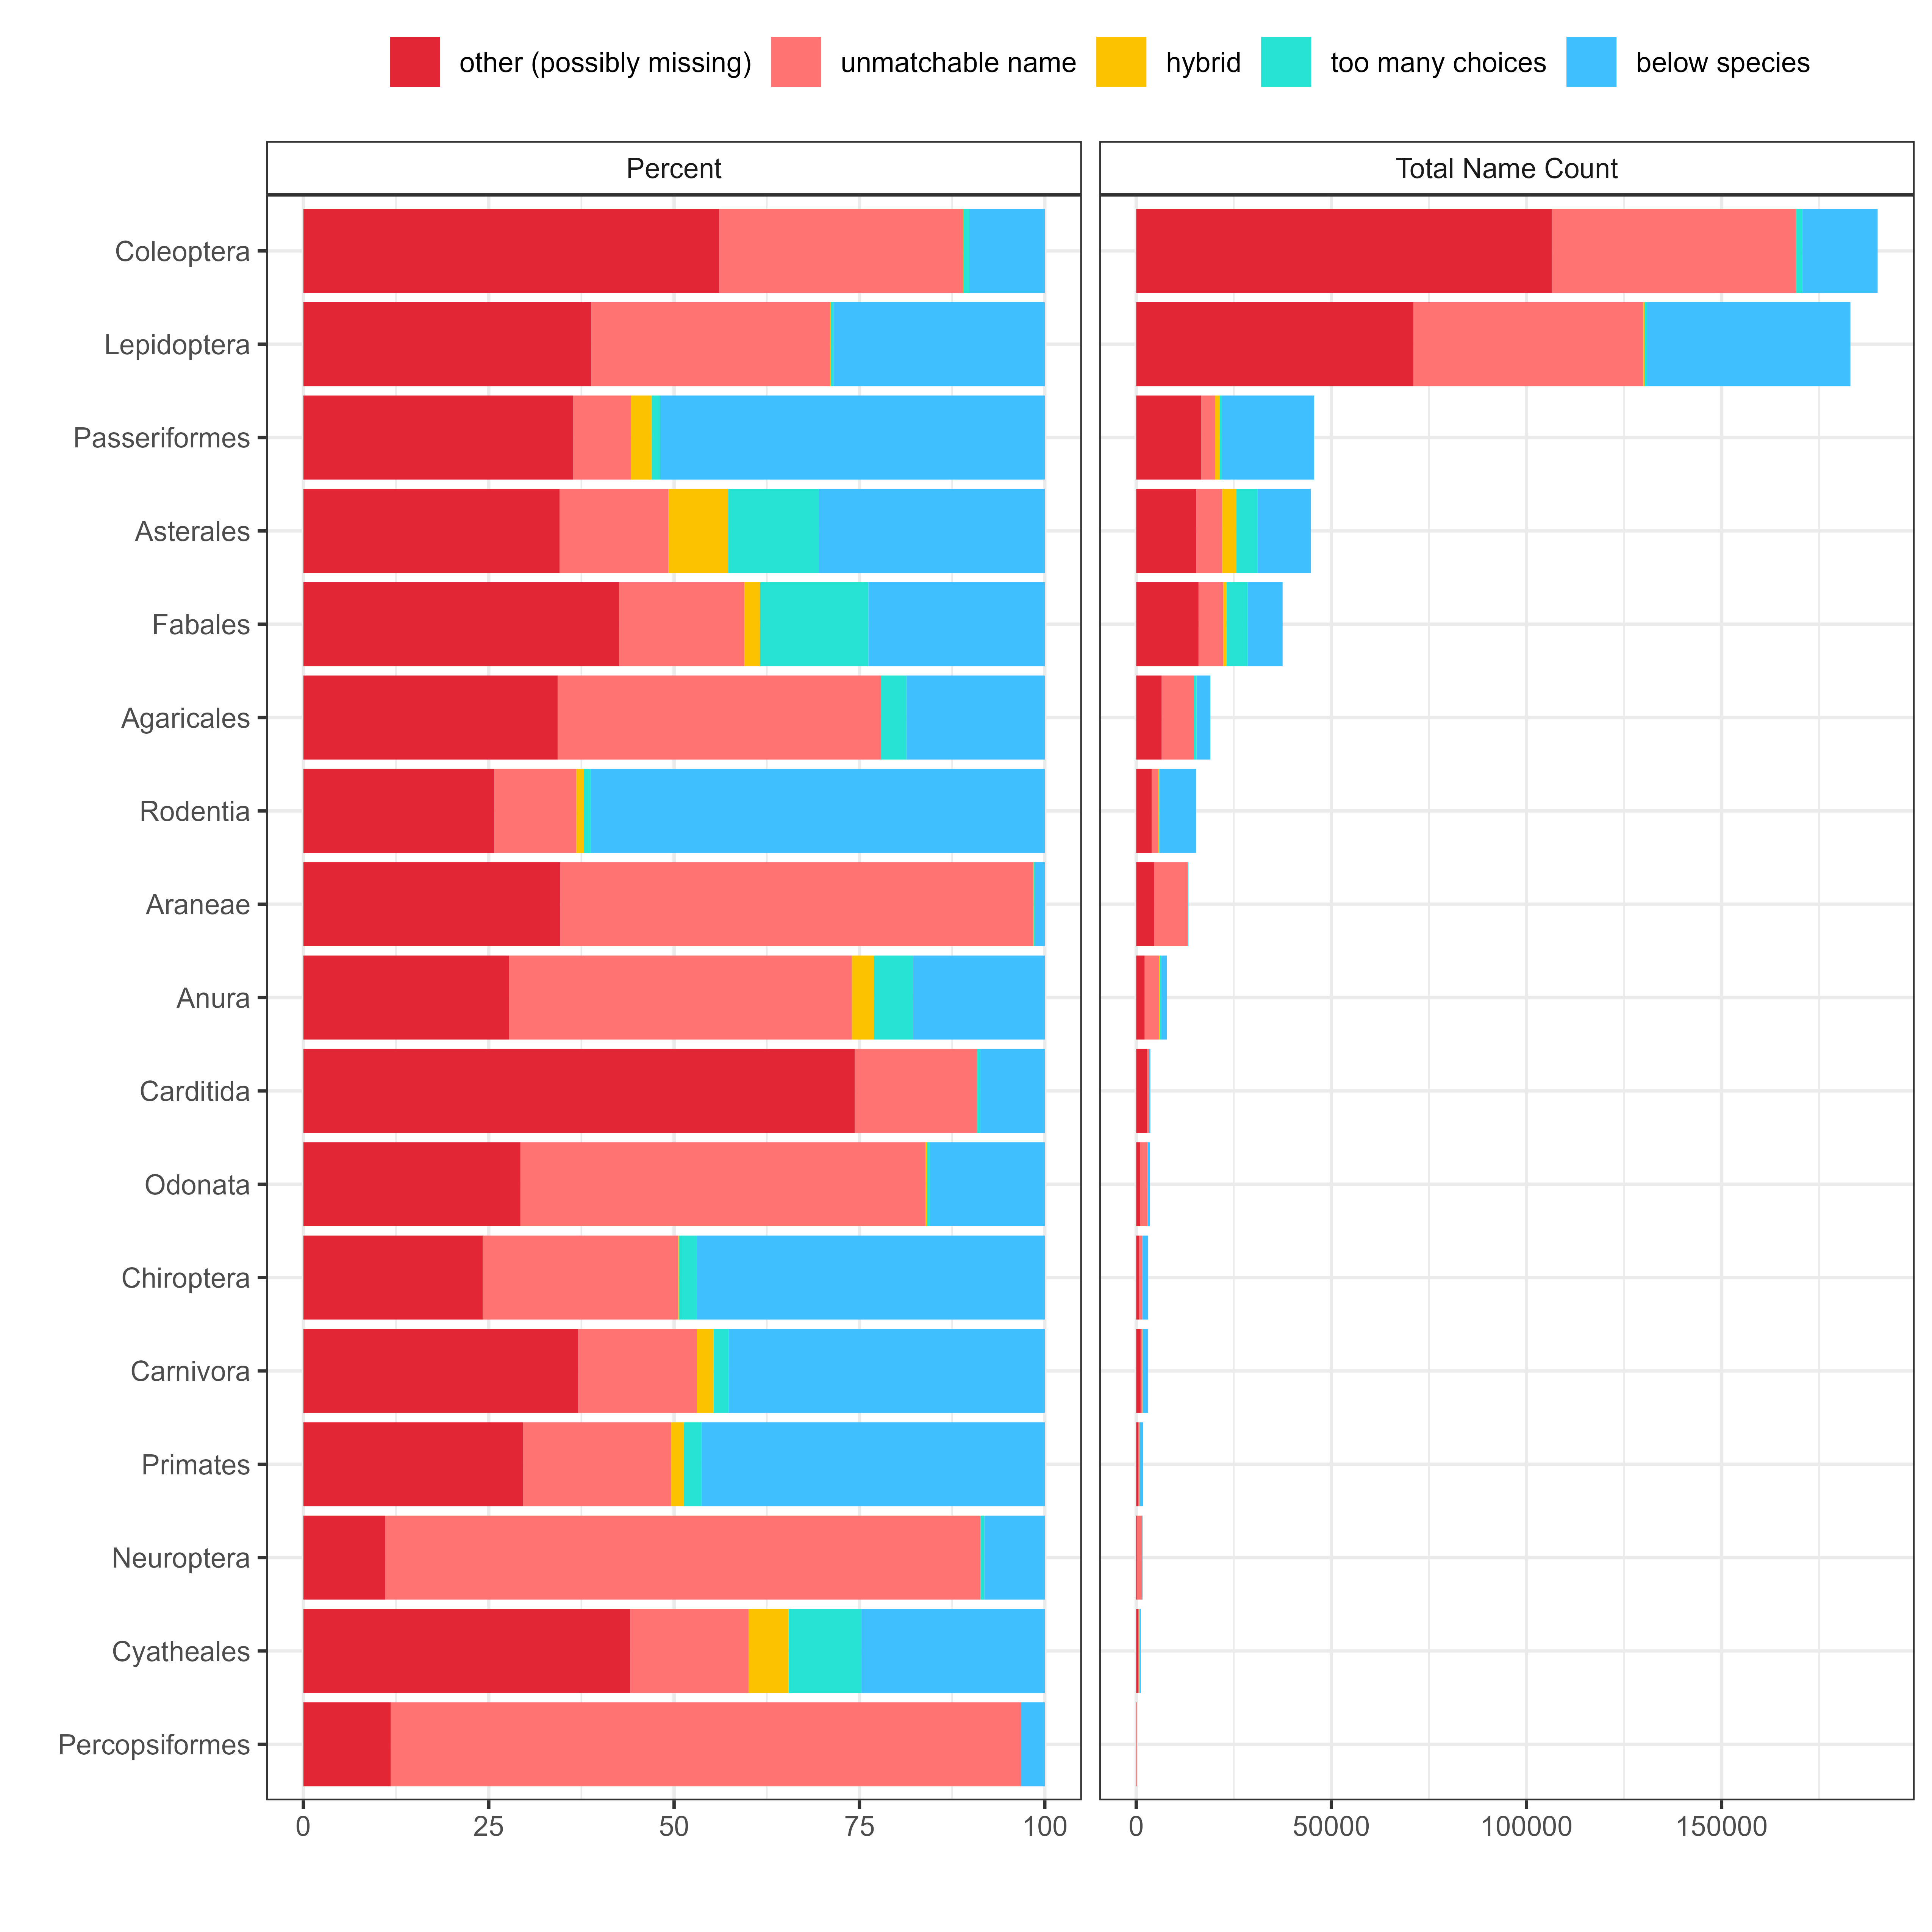 other (possibly missing) unmatchable name hybrid too many choices below species
Percent Total Name Count
Coleoptera
Lepidoptera
Passeriformes
Asterales
Fabales
Agaricales
Rodentia
Araneae
Anura
Carditida
Odonata
Chiroptera
Carnivora
Primates
Neuroptera
Cyatheales
Percopsiformes
0 25 50 75 100 0 50000 100000 150000